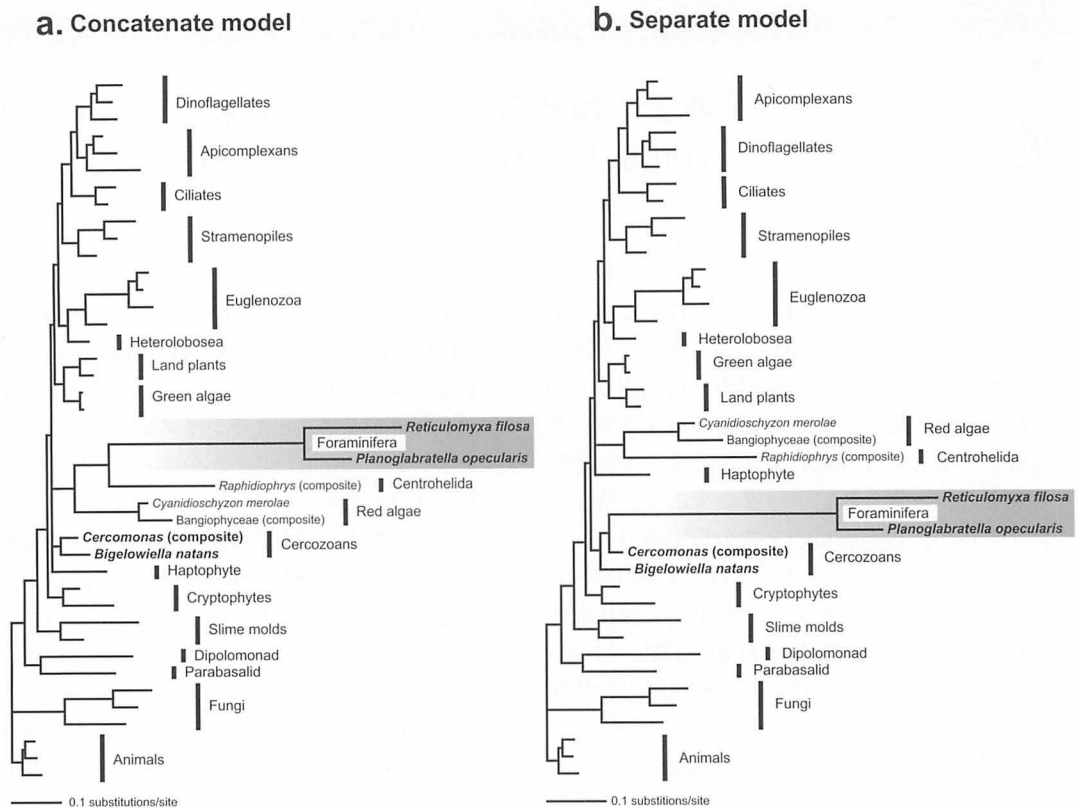 a. Concatenate model
Dinoflagellates
Apicomplexans
Ciliates
Stramenopiles
Euglenozoa
Heterolobosea
Land plants
Green algae
Reticulomyxa filosa
Foraminifera
Planoglabratella opecularis
Raphidiophrys (composite)
Centrohelida
Cyanidioschyzon merolae
Red algae
Bangiophyceae (composite)
Cercomonas (composite)
Cercozoans
Bigelowiella natans
Haptophyte
Cryptophytes
Slime molds
Dipolomonad
Parabasalid
Fungi
Animals
0.1 substitutions/site
b. Separate model
Apicomplexans
Dinoflagellates
Ciliates
Stramenopiles
Euglenozoa
Heterolobosea
Green algae
Land plants
Cyanidioschyzon merolae
Red algae
Bangiophyceae (composite)
Raphidiophrys (composite)
Centrohelida
Haptophyte
Reticulomyxa filosa
Foraminifera
Planoglabratella opecularis
Cercomonas (composite)
Cercozoans
Bigelowiella natans
Cryptophytes
Slime molds
Dipolomonad
Parabasalid
Fungi
Animals
0.1 substitions/site